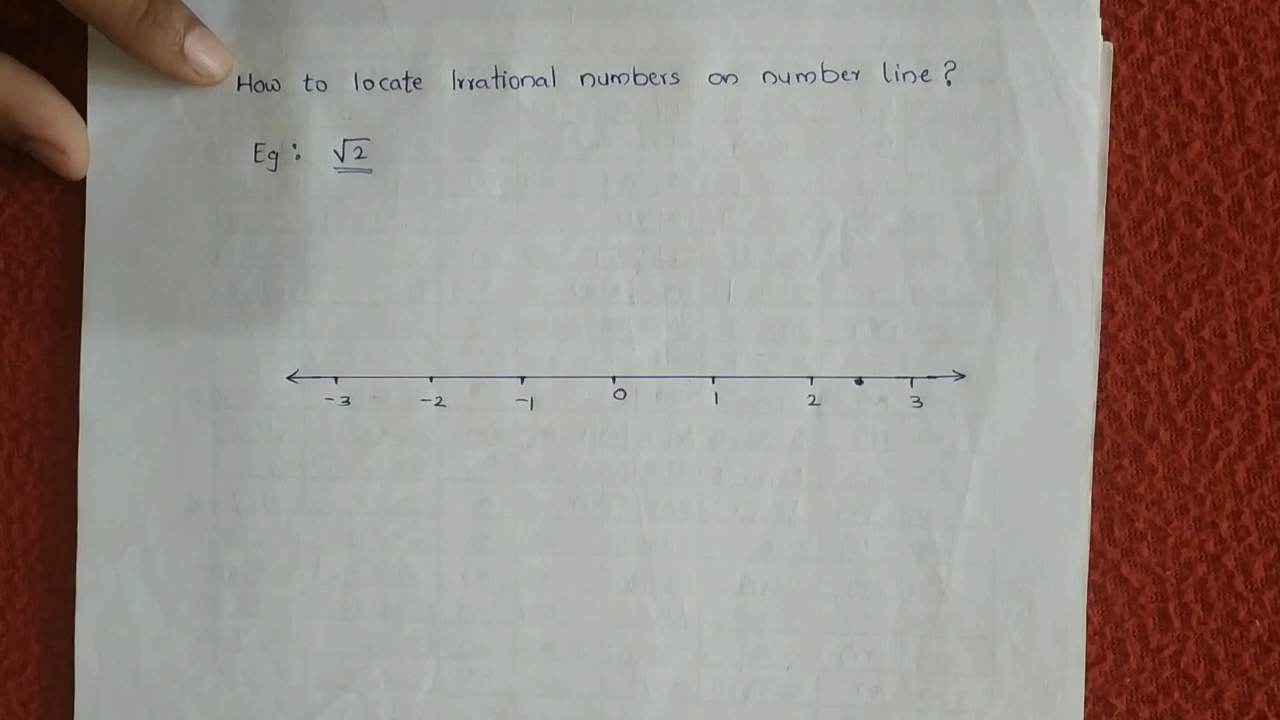 How to locate Irrational numbers on number line?
Eg: √2
-3 -2 -1 0 1 2 3